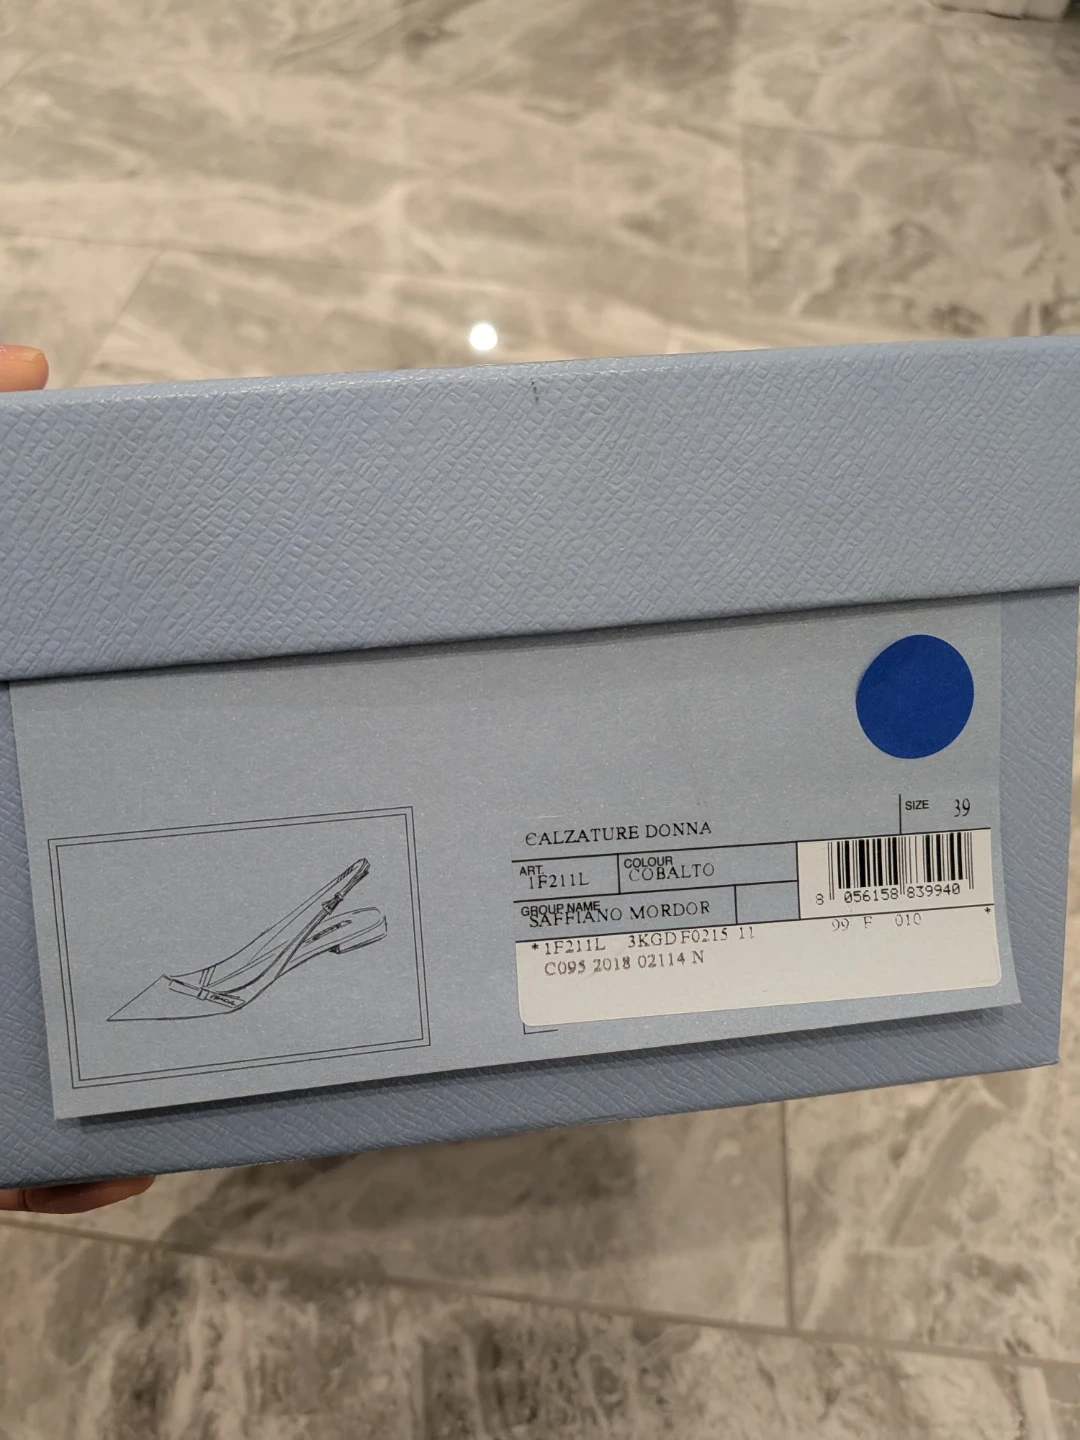 SIZE 39
CALZATURE DONNA
ART. 1F211L COLOUR COBALTO
8 056158 839940
GROUP NAME SAFFIANO MORDOR
*1F211L 3KGD F0215 11 99 F 010 *
C095 2018 02114 N